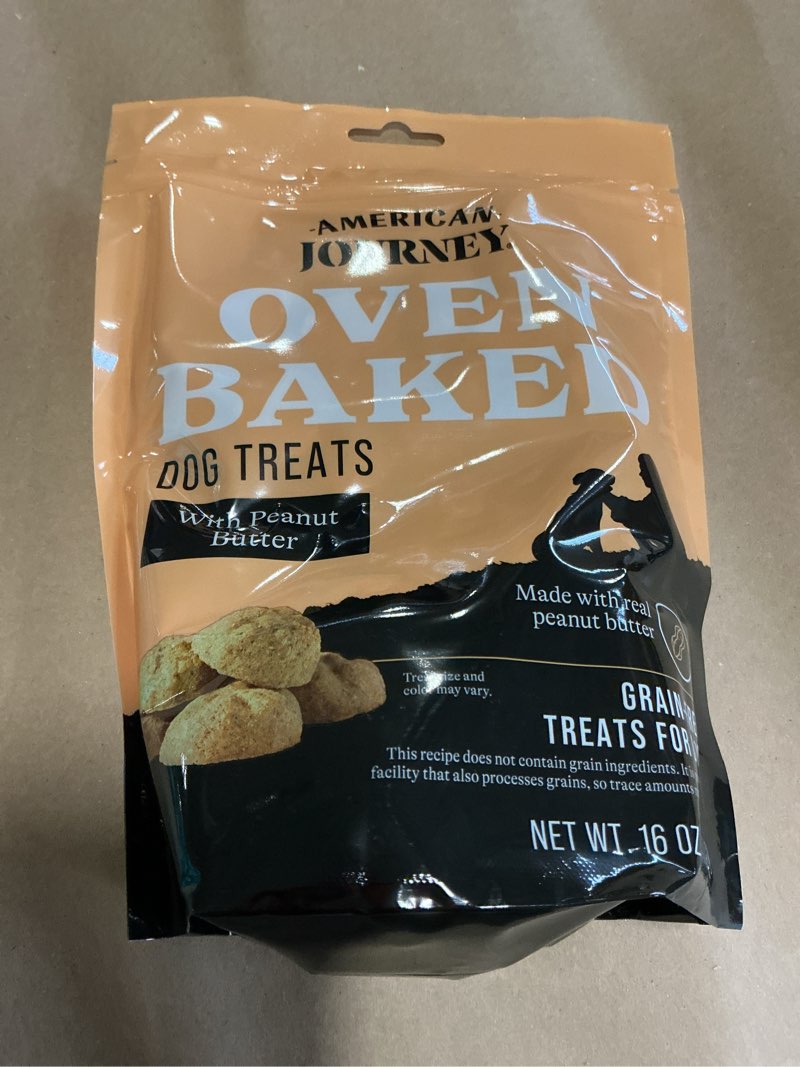 -AMERICAN-
JOURNEY.
OVEN
BAKED
DOG TREATS
With Peanut
Butter
Made with real
peanut butter
Treat size and
color may vary.
GRAIN
TREATS FOR
This recipe does not contain grain ingredients.
facility that also processes grains, so trace amounts
NET WT. 16 OZ